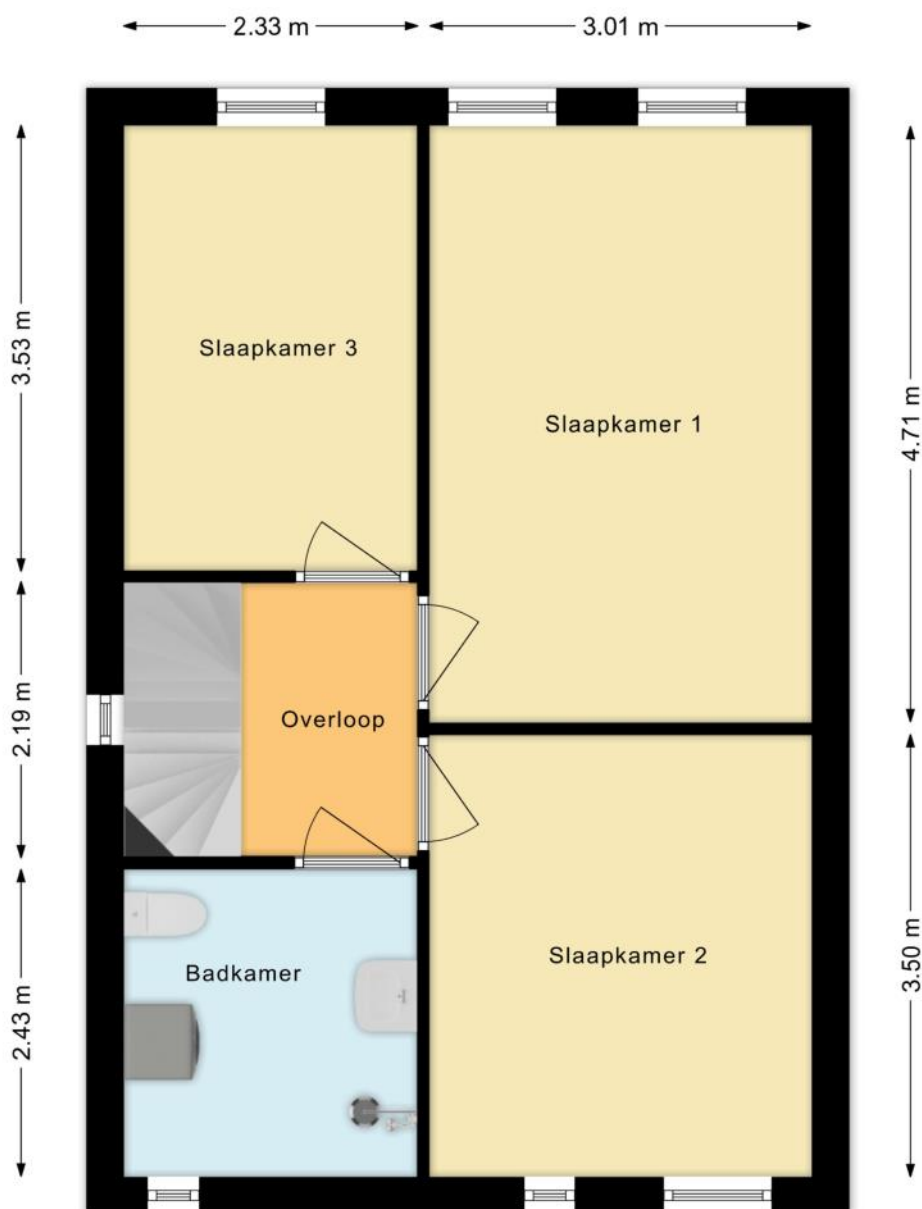 2.33 m
3.01 m
3.53 m
Slaapkamer 3
Slaapkamer 1
4.71 m
2.19 m
Overloop
Slaapkamer 2
3.50 m
Badkamer
2.43 m